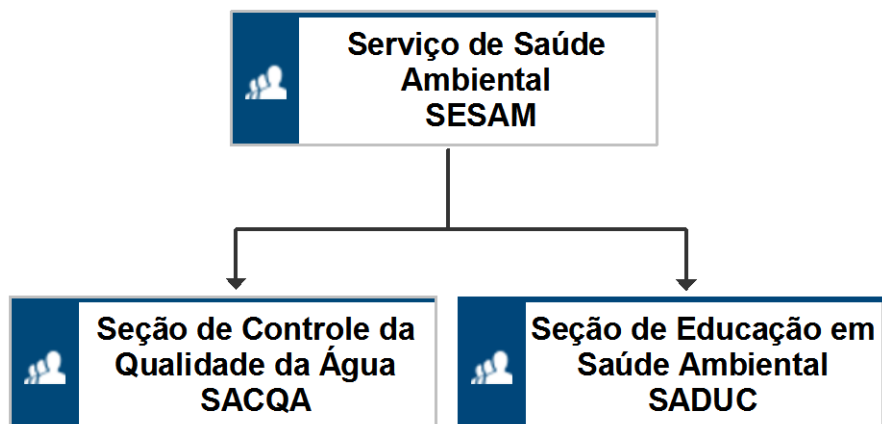 Serviço de Saúde
Ambiental
SESAM
Seção de Controle da
Qualidade da Água
SACQA
Seção de Educação em
Saúde Ambiental
SADUC